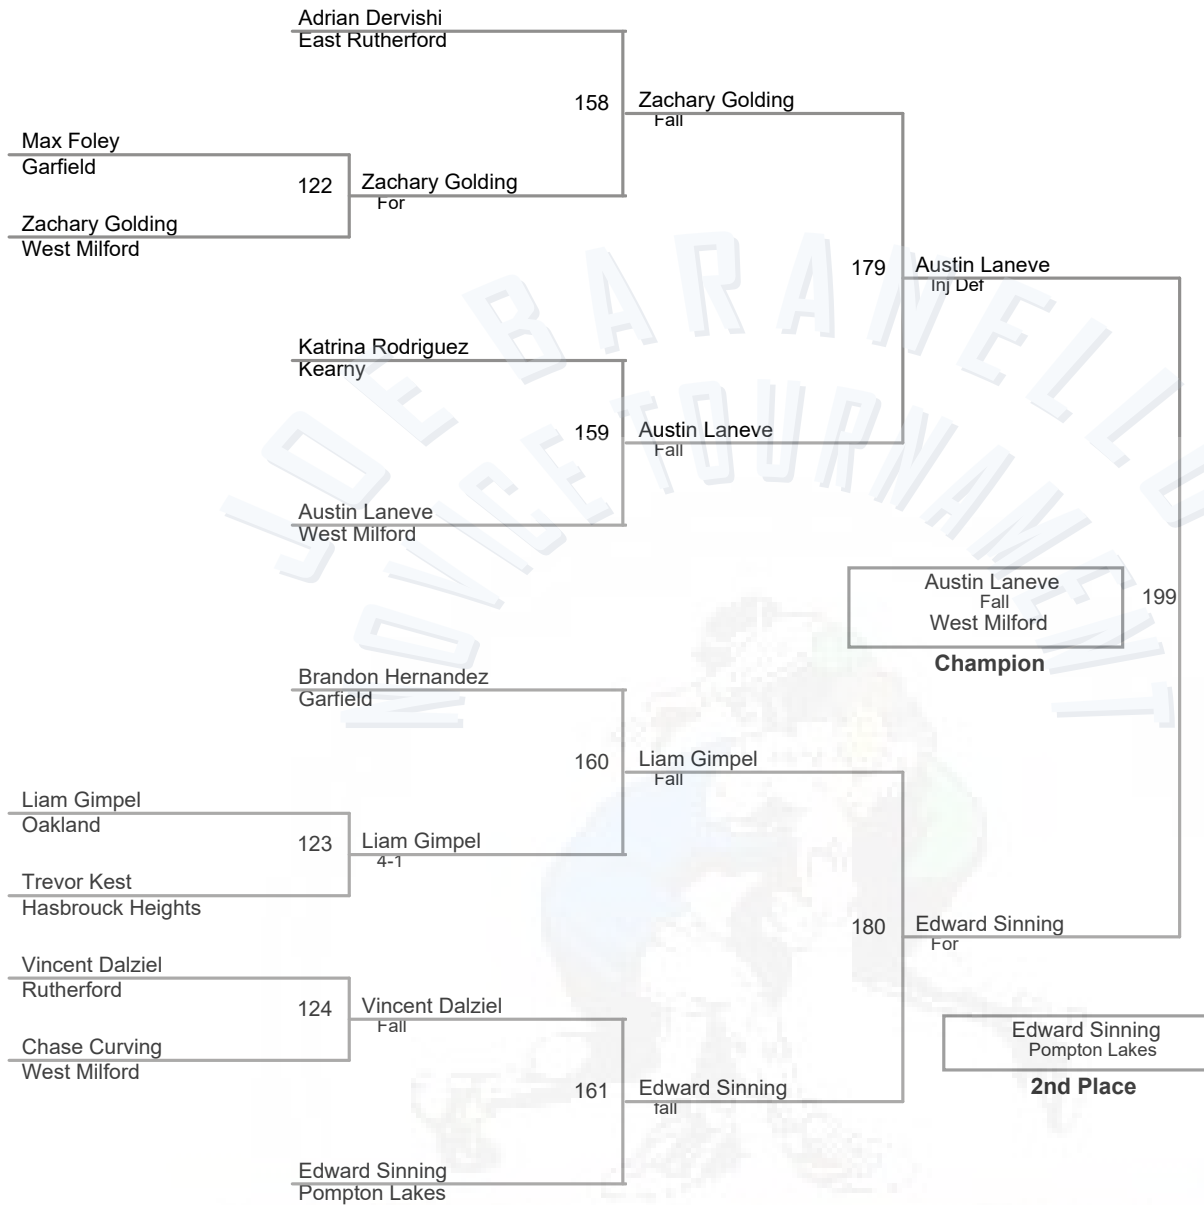 Adrian Dervishi
East Rutherford
158
Zachary Golding
Fall
Max Foley
Garfield
122
Zachary Golding
For
Zachary Golding
West Milford
179
Austin Laneve
Inj Def
Katrina Rodriguez
Kearny
159
Austin Laneve
Fall
Austin Laneve
West Milford
JOE BARANELLO
NOVICE TOURNAMENT
Austin Laneve
Fall
West Milford
199
Champion
Brandon Hernandez
Garfield
160
Liam Gimpel
Fall
Liam Gimpel
Oakland
123
Liam Gimpel
4-1
Trevor Kest
Hasbrouck Heights
180
Edward Sinning
For
Vincent Dalziel
Rutherford
124
Vincent Dalziel
Fall
Chase Curving
West Milford
Edward Sinning
Pompton Lakes
2nd Place
161
Edward Sinning
fall
Edward Sinning
Pompton Lakes